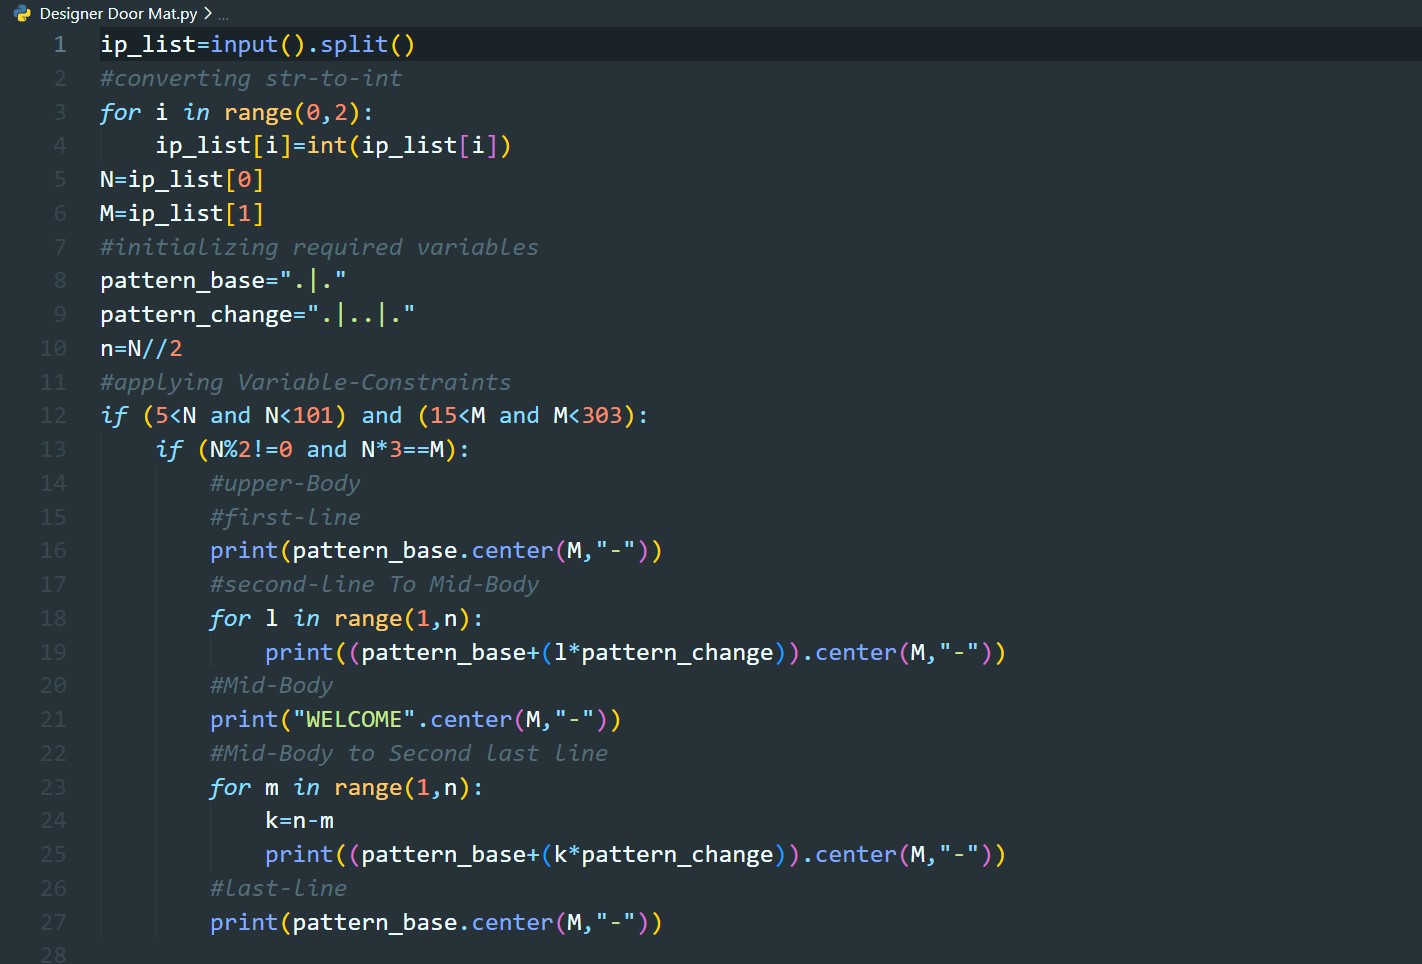 Designer Door Mat.py > ...
1 ip_list=input().split()
2 #converting str-to-int
3 for i in range(0,2):
4     ip_list[i]=int(ip_list[i])
5 N=ip_list[0]
6 M=ip_list[1]
7 #initializing required variables
8 pattern_base=".|."
9 pattern_change=".|..|."
10 n=N//2
11 #applying Variable-Constraints
12 if (5<N and N<101) and (15<M and M<303):
13     if (N%2!=0 and N*3==M):
14         #upper-Body
15         #first-line
16         print(pattern_base.center(M,"-"))
17         #second-line To Mid-Body
18         for l in range(1,n):
19             print((pattern_base+(l*pattern_change)).center(M,"-"))
20         #Mid-Body
21         print("WELCOME".center(M,"-"))
22         #Mid-Body to Second last line
23         for m in range(1,n):
24             k=n-m
25             print((pattern_base+(k*pattern_change)).center(M,"-"))
26         #last-line
27         print(pattern_base.center(M,"-"))
28